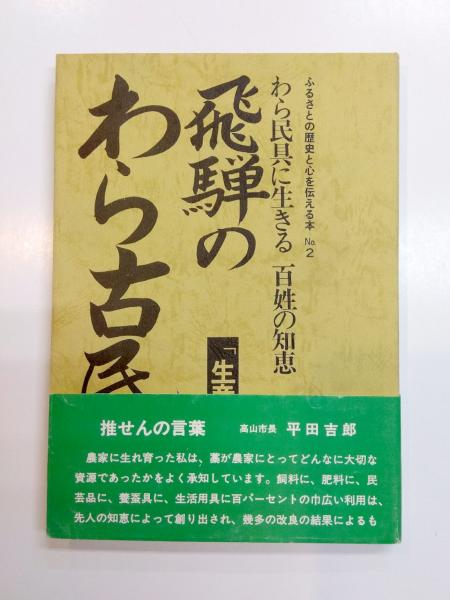 ふるさとの歴史と心を伝える本 No.2
わら民具に生きる 百姓の知恵
飛騨の
わら古民
「生産
推せんの言葉 高山市長 平田吉郎
農家に生れ育った私は、藁が農家にとってどんなに大切な
資源であったかをよく承知しています。飼料に、肥料に、民
芸品に、養蚕具に、生活用具に百パーセントの巾広い利用は、
先人の知恵によって創り出され、幾多の改良の結果によるも